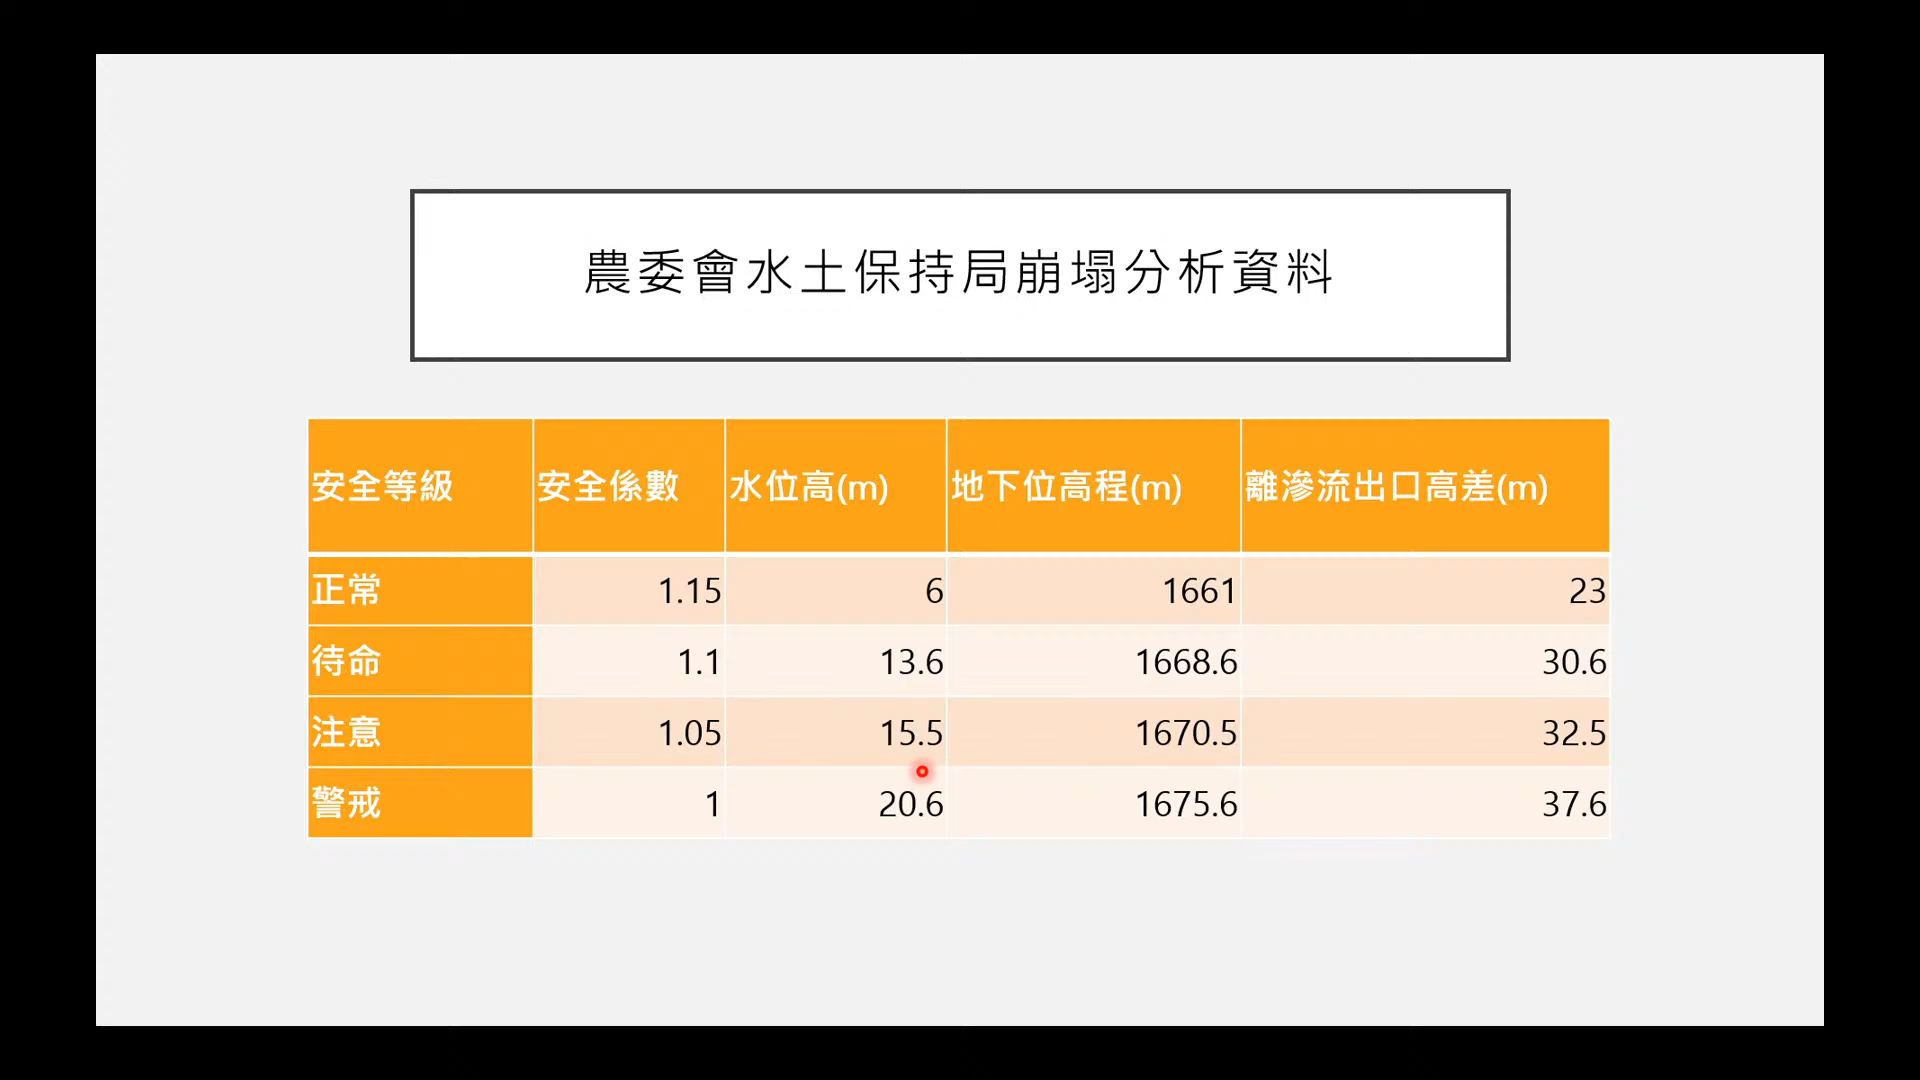 農委會水土保持局崩塌分析資料
安全等級 安全係數 水位高(m) 地下位高程(m) 離滲流出口高差(m)
正常 1.15 6 1661 23
待命 1.1 13.6 1668.6 30.6
注意 1.05 15.5 1670.5 32.5
警戒 1 20.6 1675.6 37.6